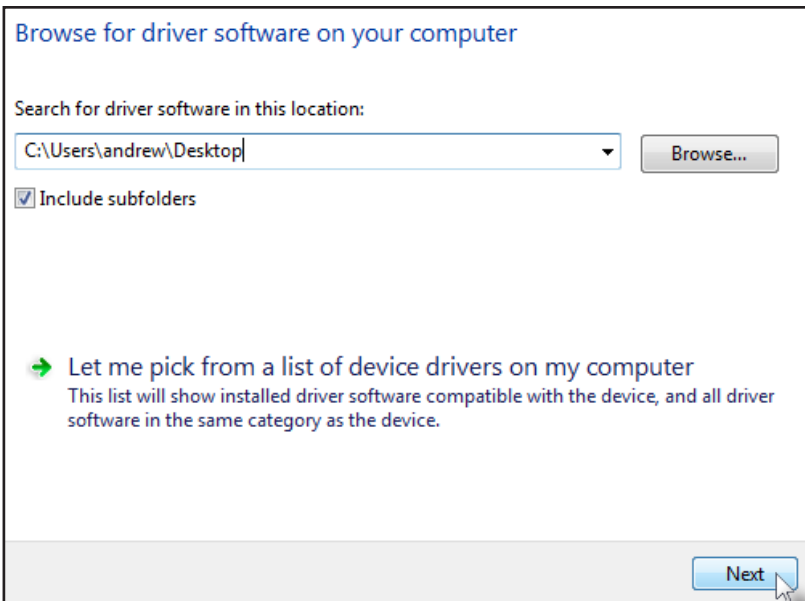 Browse for driver software on your computer
Search for driver software in this location:
C:\Users\andrew\Desktop
Browse...
Include subfolders
Let me pick from a list of device drivers on my computer
This list will show installed driver software compatible with the device, and all driver
software in the same category as the device.
Next